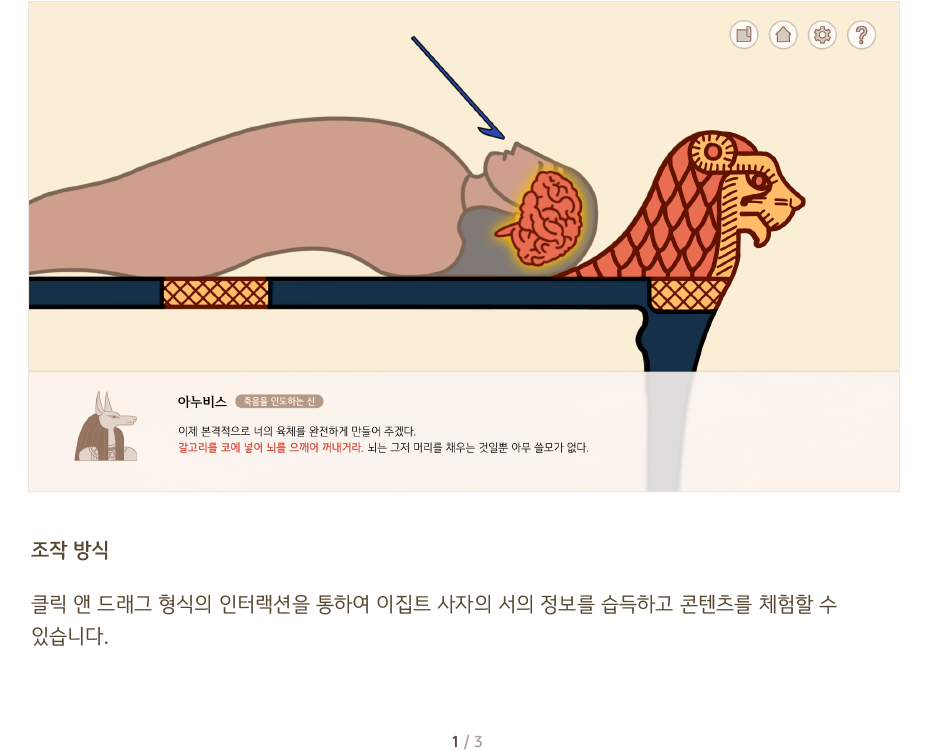 아누비스 죽음을 인도하는 신
이제 본격적으로 너의 육체를 완전하게 만들어 주겠다.
갈고리를 코에 넣어 뇌를 으깨어 꺼내거라. 뇌는 그저 머리를 채우는 것일뿐 아무 쓸모가 없다.
조작 방식
클릭 앤 드래그 형식의 인터랙션을 통하여 이집트 사자의 서의 정보를 습득하고 콘텐츠를 체험할 수
있습니다.
1 / 3